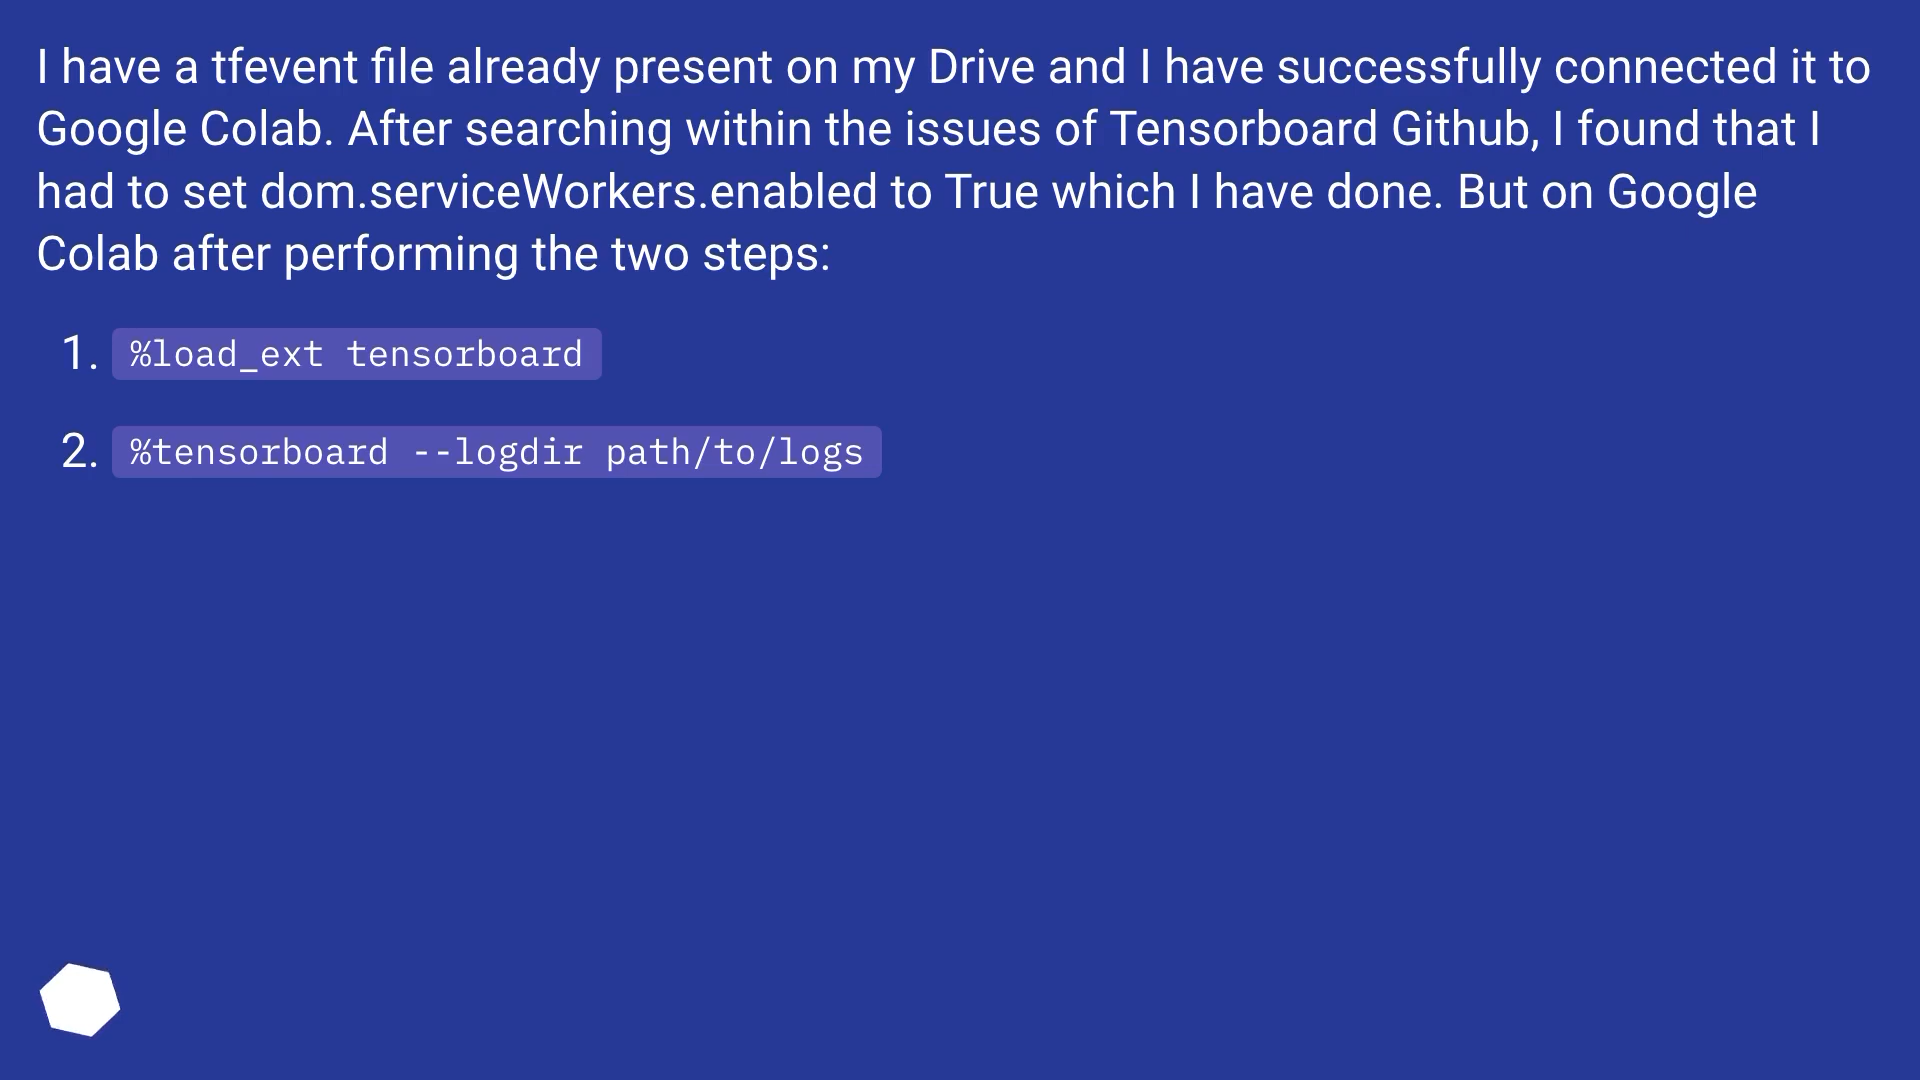 I have a tfevent file already present on my Drive and I have successfully connected it to
Google Colab. After searching within the issues of Tensorboard Github, I found that I
had to set dom.serviceWorkers.enabled to True which I have done. But on Google
Colab after performing the two steps:
1. %load_ext tensorboard
2. %tensorboard --logdir path/to/logs